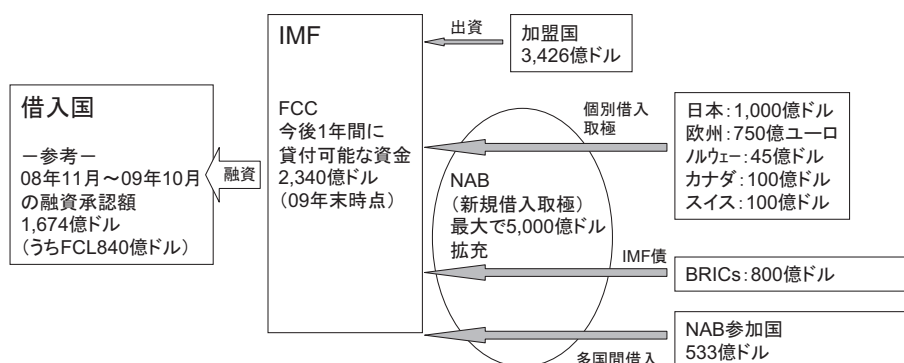 借入国
－参考－
08年11月～09年10月
の融資承認額
1,674億ドル
(うちFCL840億ドル)
融資
IMF
FCC
今後1年間に
貸付可能な資金
2,340億ドル
(09年末時点)
出資
加盟国
3,426億ドル
個別借入
取極
日本：1,000億ドル
欧州：750億ユーロ
ﾉﾙｳｪｰ：45億ドル
カナダ：100億ドル
スイス：100億ドル
NAB
(新規借入取極)
最大で5,000億ドル
拡充
IMF債
BRICs：800億ドル
多国間借入
NAB参加国
533億ドル